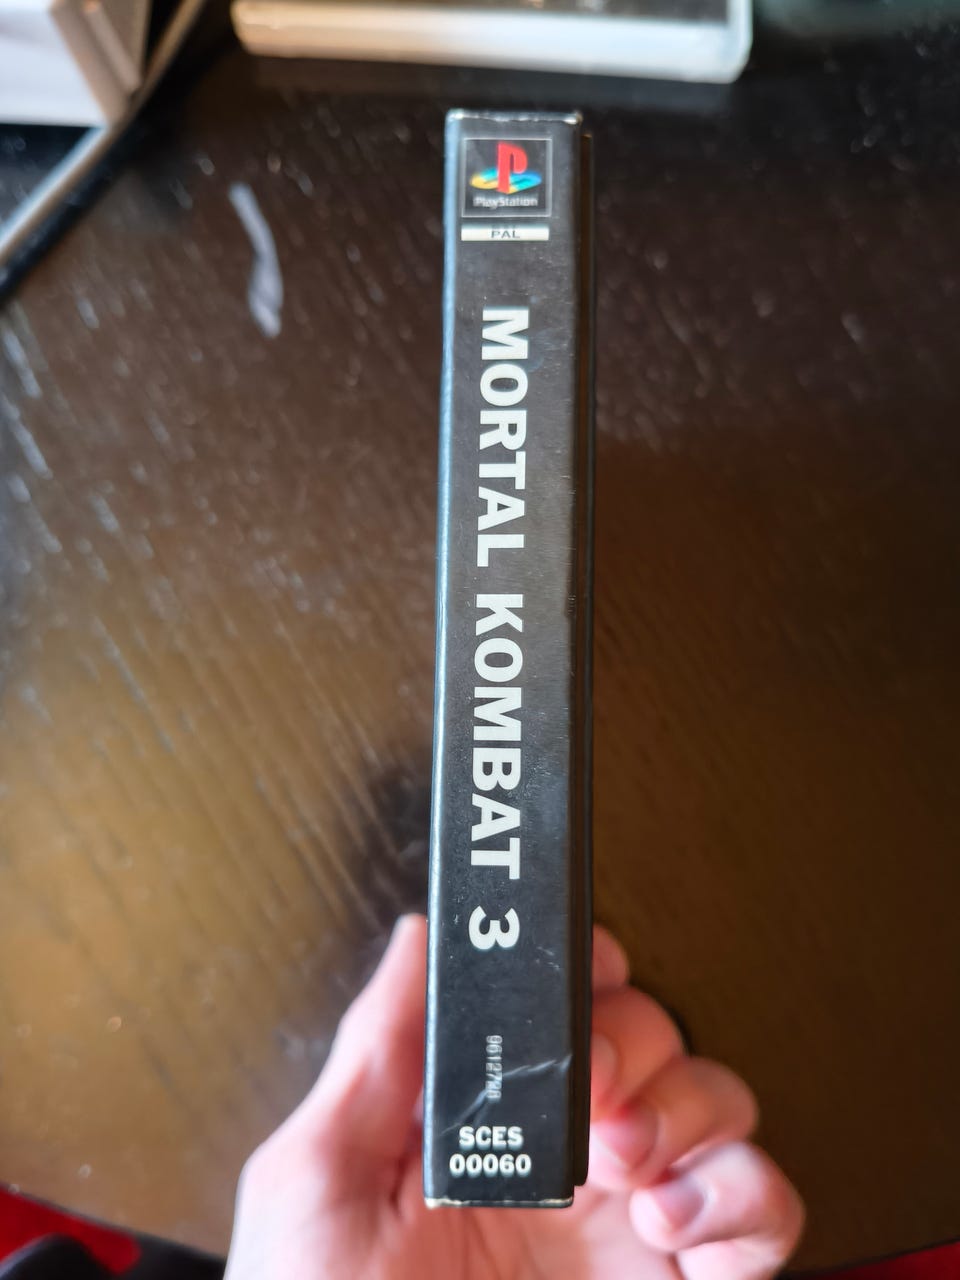 PlayStation
PAL
MORTAL KOMBAT 3
SCES
00060